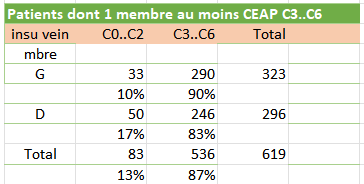 Patients dont 1 membre au moins CEAP C3..C6
insu vein C0..C2 C3..C6 Total
mbre
G 33 290 323
10% 90%
D 50 246 296
17% 83%
Total 83 536 619
13% 87%